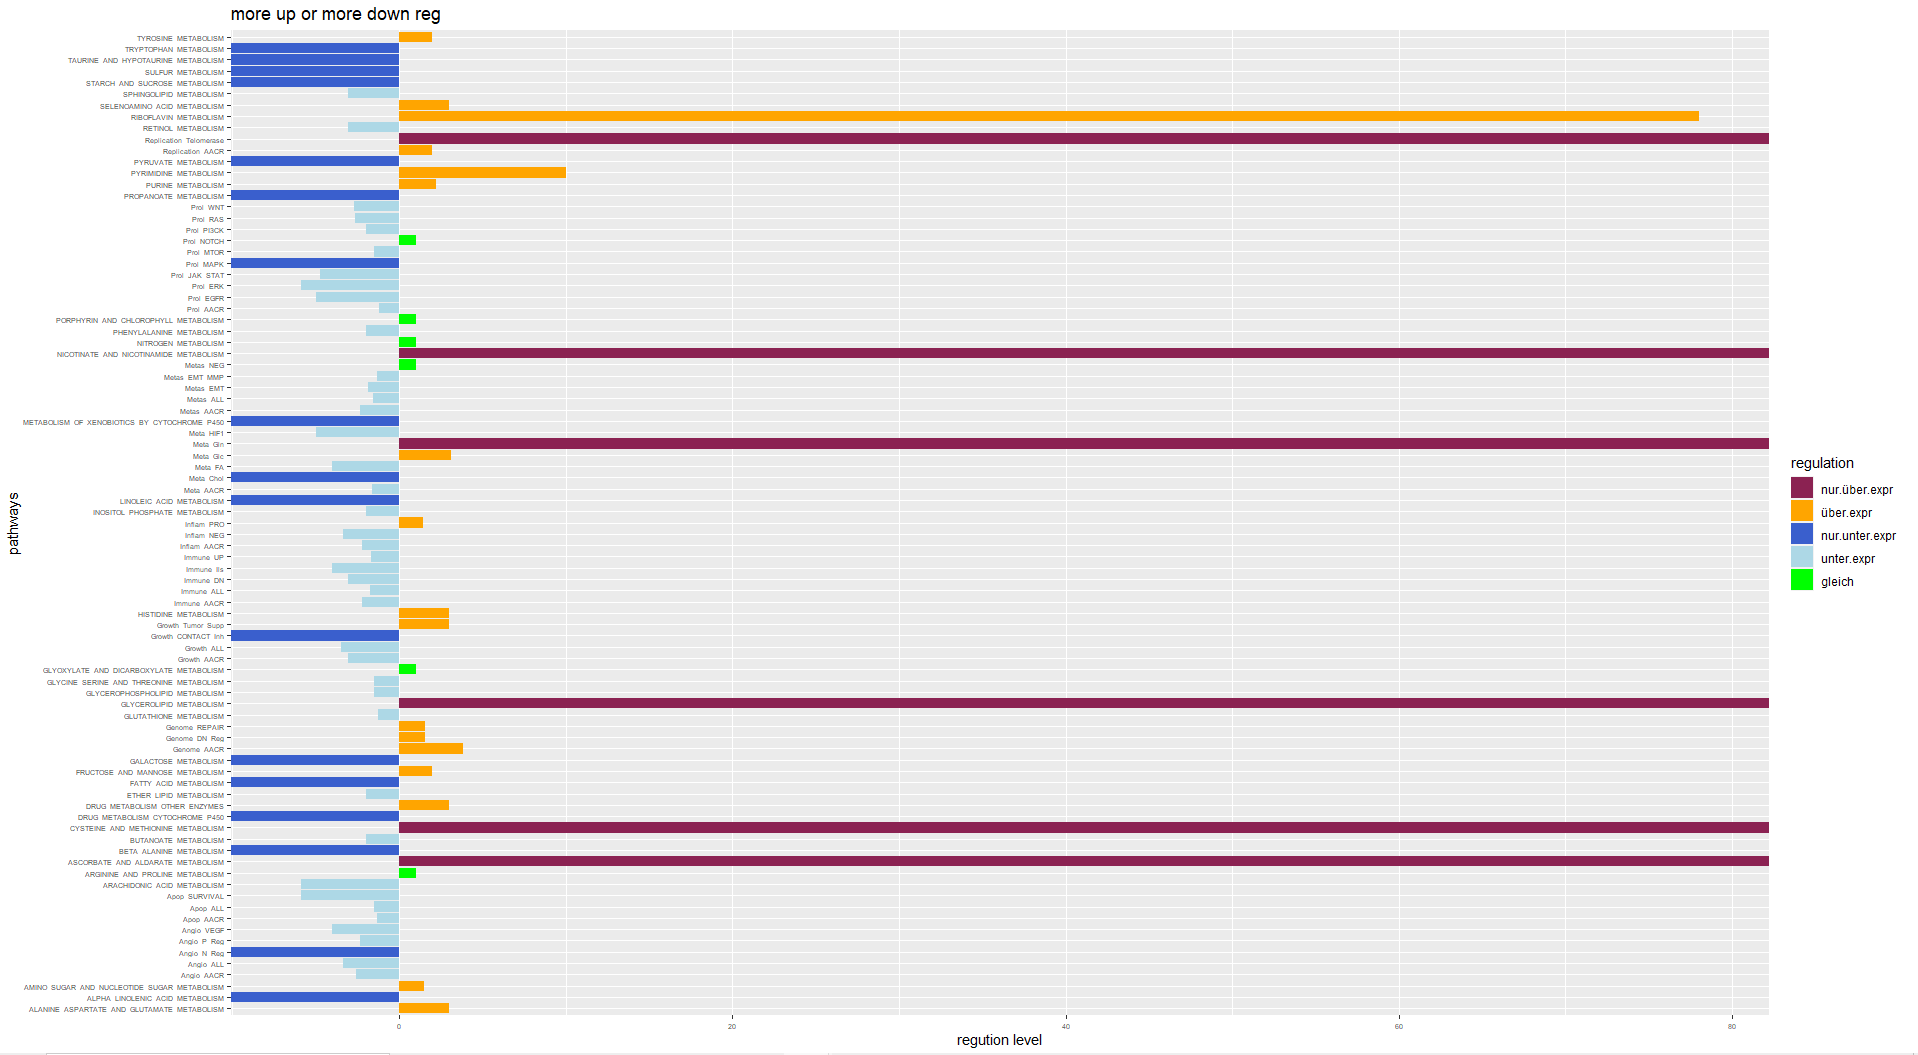 more up or more down reg
TYROSINE METABOLISM
TRYPTOPHAN METABOLISM
TAURINE AND HYPOTAURINE METABOLISM
SULFUR METABOLISM
STARCH AND SUCROSE METABOLISM
SPHINGOLIPID METABOLISM
SELENOAMINO ACID METABOLISM
RIBOFLAVIN METABOLISM
RETINOL METABOLISM
Replication Telomerase
Replication AACR
PYRUVATE METABOLISM
PYRIMIDINE METABOLISM
PURINE METABOLISM
PROPANOATE METABOLISM
Prol WNT
Prol RAS
Prol PI3CK
Prol NOTCH
Prol MTOR
Prol MAPK
Prol JAK STAT
Prol ERK
Prol EGFR
Prol AACR
PORPHYRIN AND CHLOROPHYLL METABOLISM
PHENYLALANINE METABOLISM
NITROGEN METABOLISM
NICOTINATE AND NICOTINAMIDE METABOLISM
Metas NEG
Metas EMT MMP
Metas EMT
Metas ALL
Metas AACR
METABOLISM OF XENOBIOTICS BY CYTOCHROME P450
Meta HIF1
Meta Gln
Meta Glc
Meta FA
Meta Chol
Meta AACR
LINOLEIC ACID METABOLISM
INOSITOL PHOSPHATE METABOLISM
Inflam PRO
Inflam NEG
Inflam AACR
Immune UP
Immune Ils
Immune DN
Immune ALL
Immune AACR
HISTIDINE METABOLISM
Growth Tumor Supp
Growth CONTACT Inh
Growth ALL
Growth AACR
GLYOXYLATE AND DICARBOXYLATE METABOLISM
GLYCINE SERINE AND THREONINE METABOLISM
GLYCEROPHOSPHOLIPID METABOLISM
GLYCEROLIPID METABOLISM
GLUTATHIONE METABOLISM
Genome REPAIR
Genome DN Reg
Genome AACR
GALACTOSE METABOLISM
FRUCTOSE AND MANNOSE METABOLISM
FATTY ACID METABOLISM
ETHER LIPID METABOLISM
DRUG METABOLISM OTHER ENZYMES
DRUG METABOLISM CYTOCHROME P450
CYSTEINE AND METHIONINE METABOLISM
BUTANOATE METABOLISM
BETA ALANINE METABOLISM
ASCORBATE AND ALDARATE METABOLISM
ARGININE AND PROLINE METABOLISM
ARACHIDONIC ACID METABOLISM
Apop SURVIVAL
Apop ALL
Apop AACR
Angio VEGF
Angio P Reg
Angio N Reg
Angio ALL
Angio AACR
AMINO SUGAR AND NUCLEOTIDE SUGAR METABOLISM
ALPHA LINOLENIC ACID METABOLISM
ALANINE ASPARTATE AND GLUTAMATE METABOLISM
pathways
0
20
40
60
80
regution level
regulation
nur.über.expr
über.expr
nur.unter.expr
unter.expr
gleich